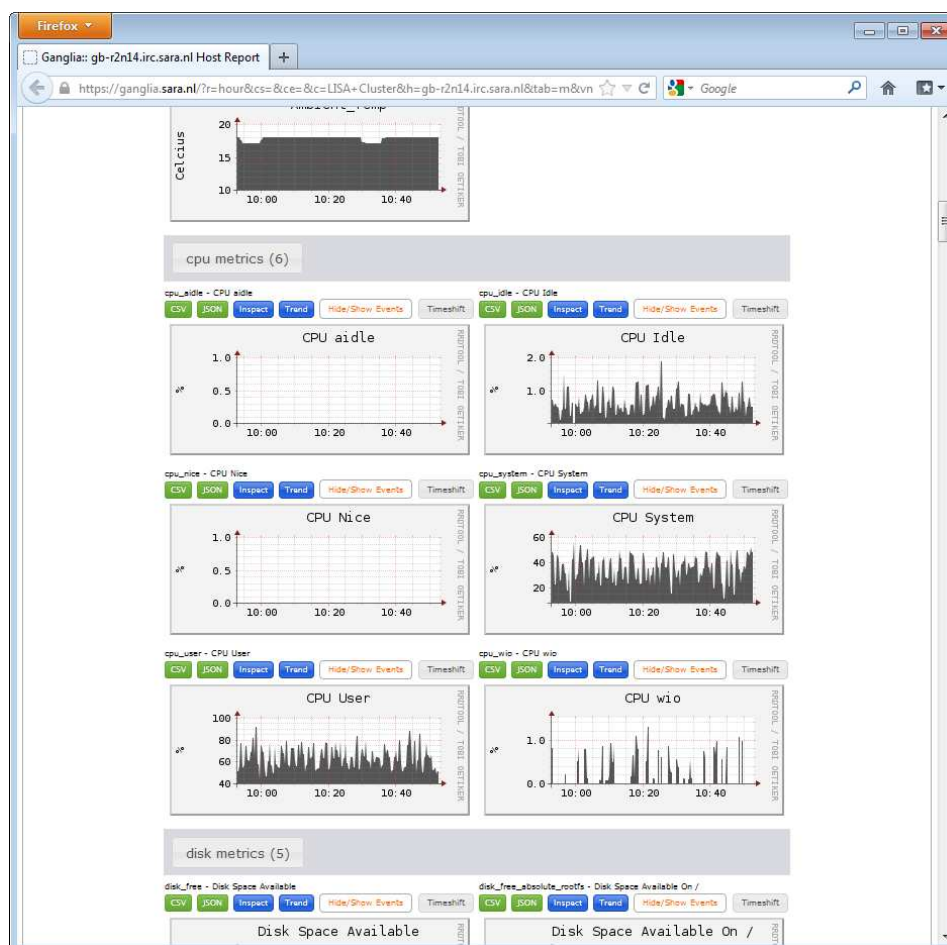 Firefox
Ganglia:: gb-r2n14.irc.sara.nl Host Report
https://ganglia.sara.nl/?r=hour&cs=&ce=&c=LISA+Cluster&h=gb-r2n14.irc.sara.nl&tab=m&vn
Google
Ambient_Temp
Celcius
20
15
10
10:00 10:20 10:40
RRDTOOL / TOBI OETIKER
cpu metrics (6)
cpu_aidle - CPU aidle
CSV JSON Inspect Trend Hide/Show Events Timeshift
CPU aidle
%
1.0
0.5
0.0
10:00 10:20 10:40
RRDTOOL / TOBI OETIKER
cpu_idle - CPU Idle
CSV JSON Inspect Trend Hide/Show Events Timeshift
CPU Idle
%
2.0
1.0
10:00 10:20 10:40
RRDTOOL / TOBI OETIKER
cpu_nice - CPU Nice
CSV JSON Inspect Trend Hide/Show Events Timeshift
CPU Nice
%
1.0
0.5
0.0
10:00 10:20 10:40
RRDTOOL / TOBI OETIKER
cpu_system - CPU System
CSV JSON Inspect Trend Hide/Show Events Timeshift
CPU System
%
60
40
20
10:00 10:20 10:40
RRDTOOL / TOBI OETIKER
cpu_user - CPU User
CSV JSON Inspect Trend Hide/Show Events Timeshift
CPU User
%
100
80
60
40
10:00 10:20 10:40
RRDTOOL / TOBI OETIKER
cpu_wio - CPU wio
CSV JSON Inspect Trend Hide/Show Events Timeshift
CPU wio
%
1.0
0.0
10:00 10:20 10:40
RRDTOOL / TOBI OETIKER
disk metrics (5)
disk_free - Disk Space Available
CSV JSON Inspect Trend Hide/Show Events Timeshift
Disk Space Available
disk_free_absolute_rootfs - Disk Space Available On /
CSV JSON Inspect Trend Hide/Show Events Timeshift
Disk Space Available On /